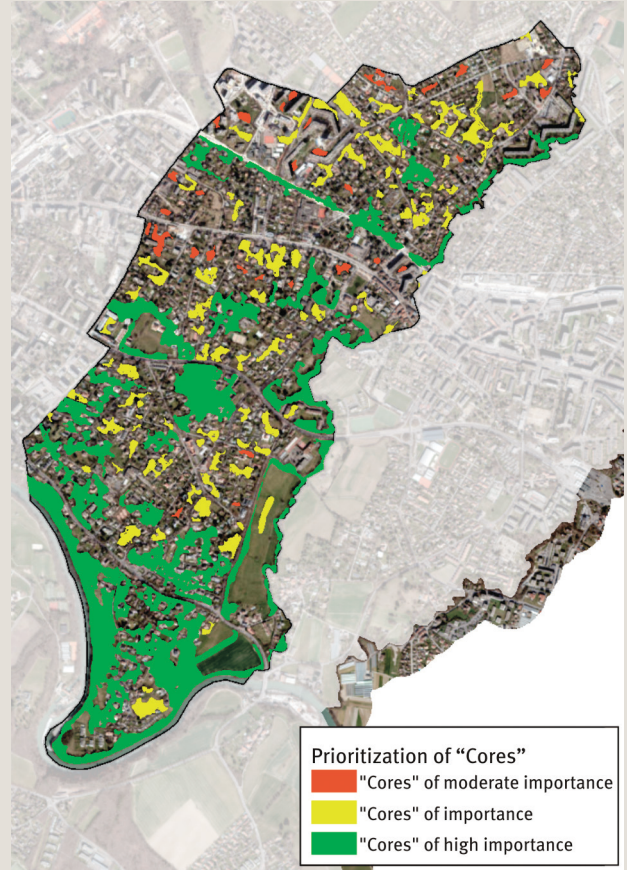 Prioritization of “Cores”
"Cores" of moderate importance
"Cores" of importance
"Cores" of high importance